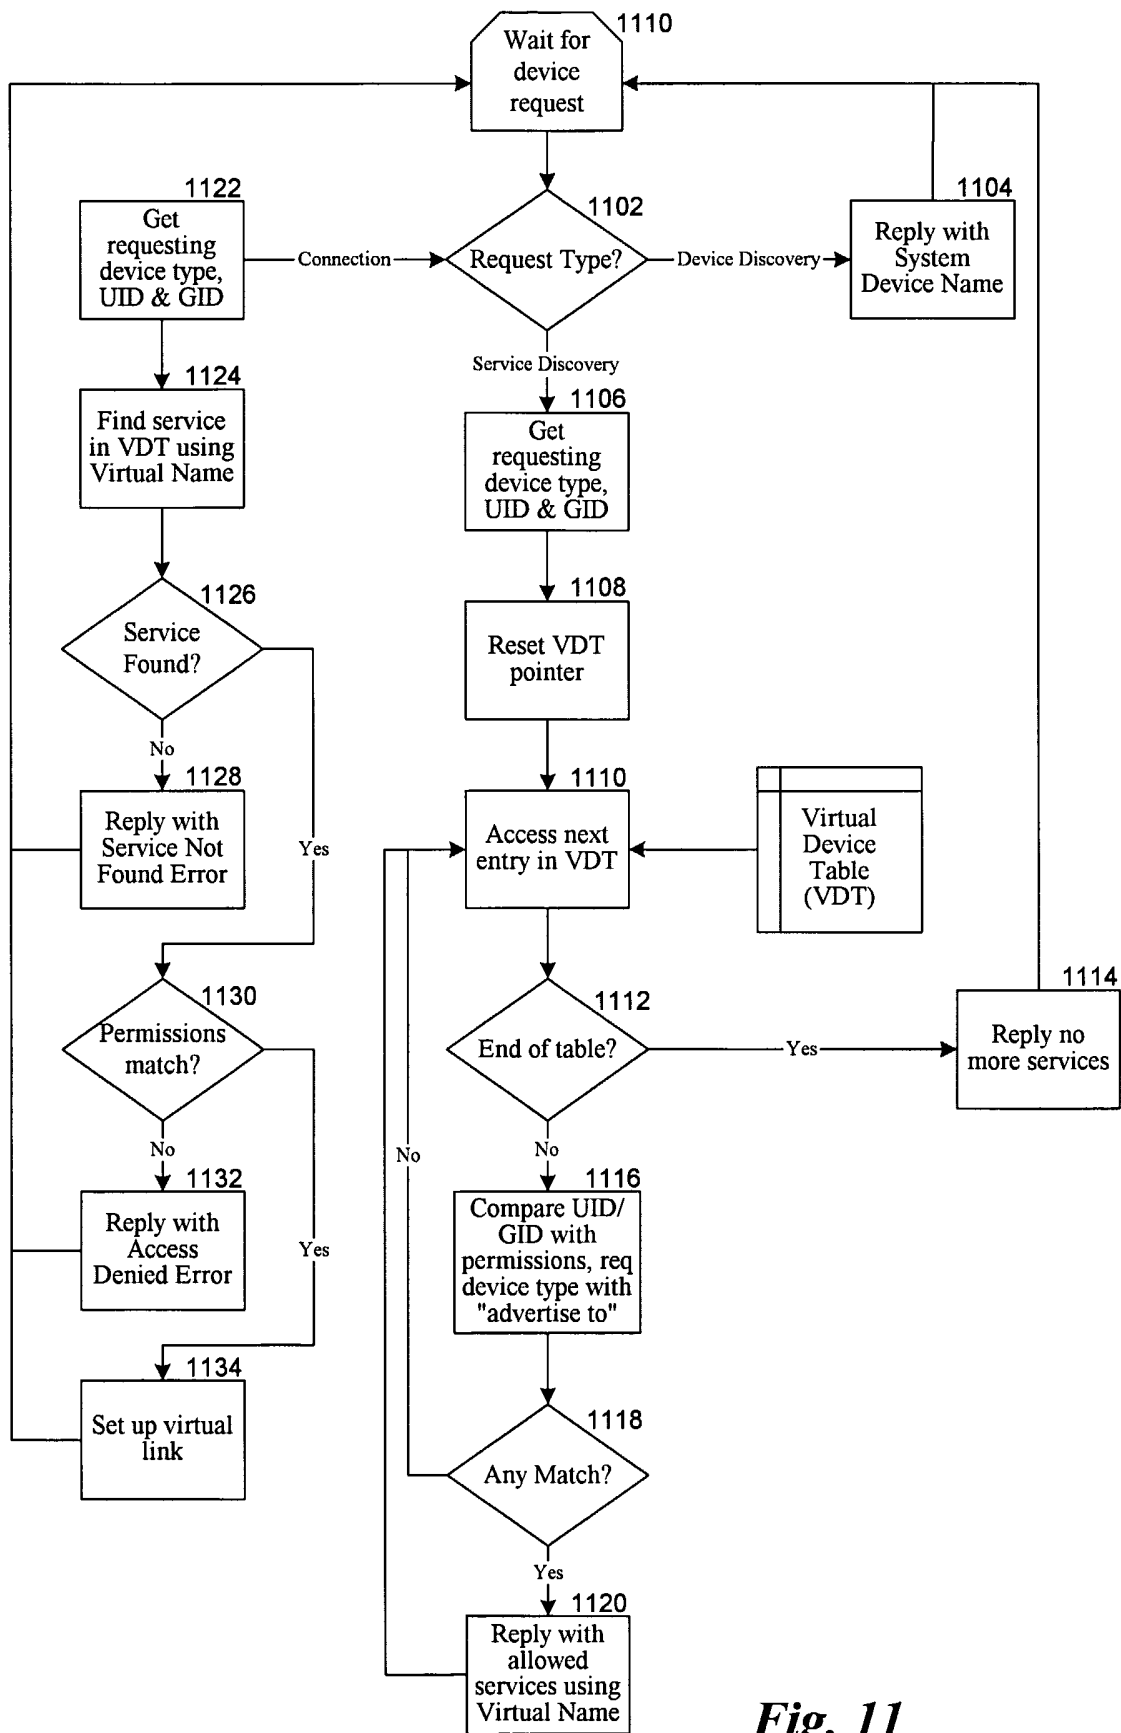 1110
Wait for
device
request
1122
Get
requesting
device type,
UID & GID
Connection
1102
Request Type?
Device Discovery
1104
Reply with
System
Device Name
Service Discovery
1124
Find service
in VDT using
Virtual Name
1106
Get
requesting
device type,
UID & GID
1126
Service
Found?
1108
Reset VDT
pointer
No
Yes
1128
Reply with
Service Not
Found Error
1110
Access next
entry in VDT
Virtual
Device
Table
(VDT)
1130
Permissions
match?
No
Yes
1112
End of table?
Yes
1114
Reply no
more services
No
No
1132
Reply with
Access
Denied Error
1116
Compare UID/
GID with
permissions, req
device type with
"advertise to"
1134
Set up virtual
link
1118
Any Match?
Yes
1120
Reply with
allowed
services using
Virtual Name
Fig. 11